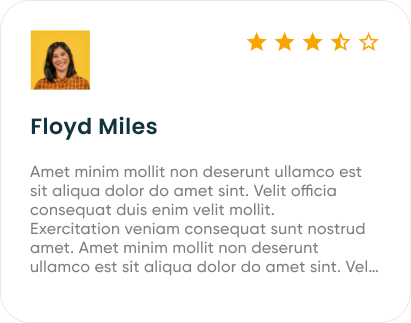 Floyd Miles
Amet minim mollit non deserunt ullamco est
sit aliqua dolor do amet sint. Velit officia
consequat duis enim velit mollit.
Exercitation veniam consequat sunt nostrud
amet. Amet minim mollit non deserunt
ullamco est sit aliqua dolor do amet sint. Vel...